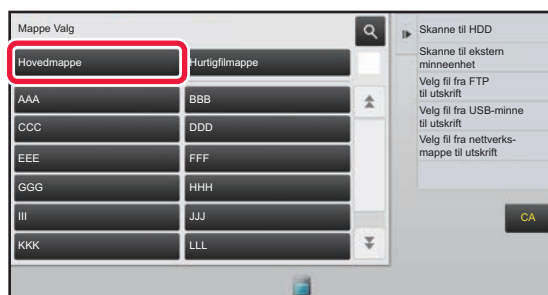 Mappe Valg
Hovedmappe
Hurtigfilmappe
AAA
BBB
CCC
DDD
EEE
FFF
GGG
HHH
III
JJJ
KKK
LLL
Skanne til HDD
Skanne til ekstern
minneenhet
Velg fil fra FTP
til utskrift
Velg fil fra USB-minne
til utskrift
Velg fil fra nettverks-
mappe til utskrift
CA